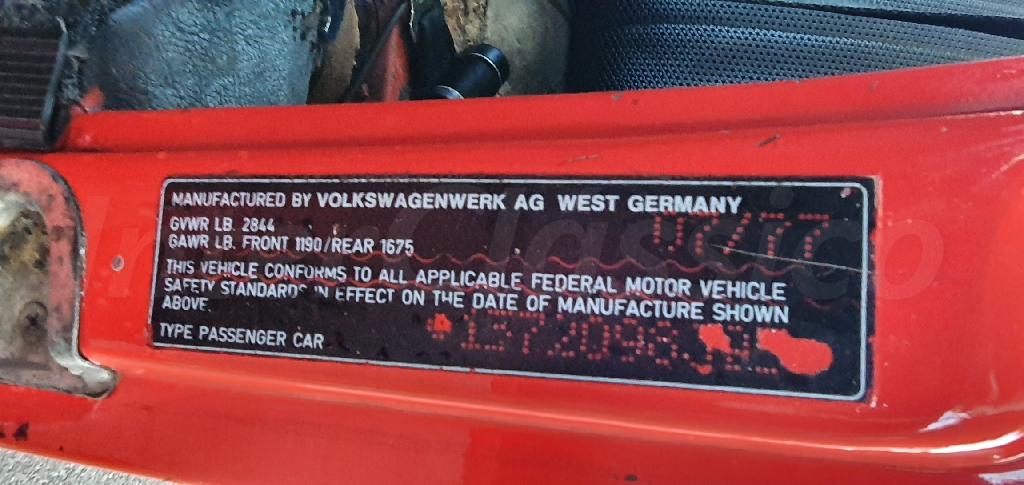 MANUFACTURED BY VOLKSWAGENWERK AG WEST GERMANY
GVWR LB. 2844
07/77
GAWR LB. FRONT 1190/REAR 1675
THIS VEHICLE CONFORMS TO ALL APPLICABLE FEDERAL MOTOR VEHICLE
SAFETY STANDARDS IN EFFECT ON THE DATE OF MANUFACTURE SHOWN
ABOVE.
TYPE PASSENGER CAR